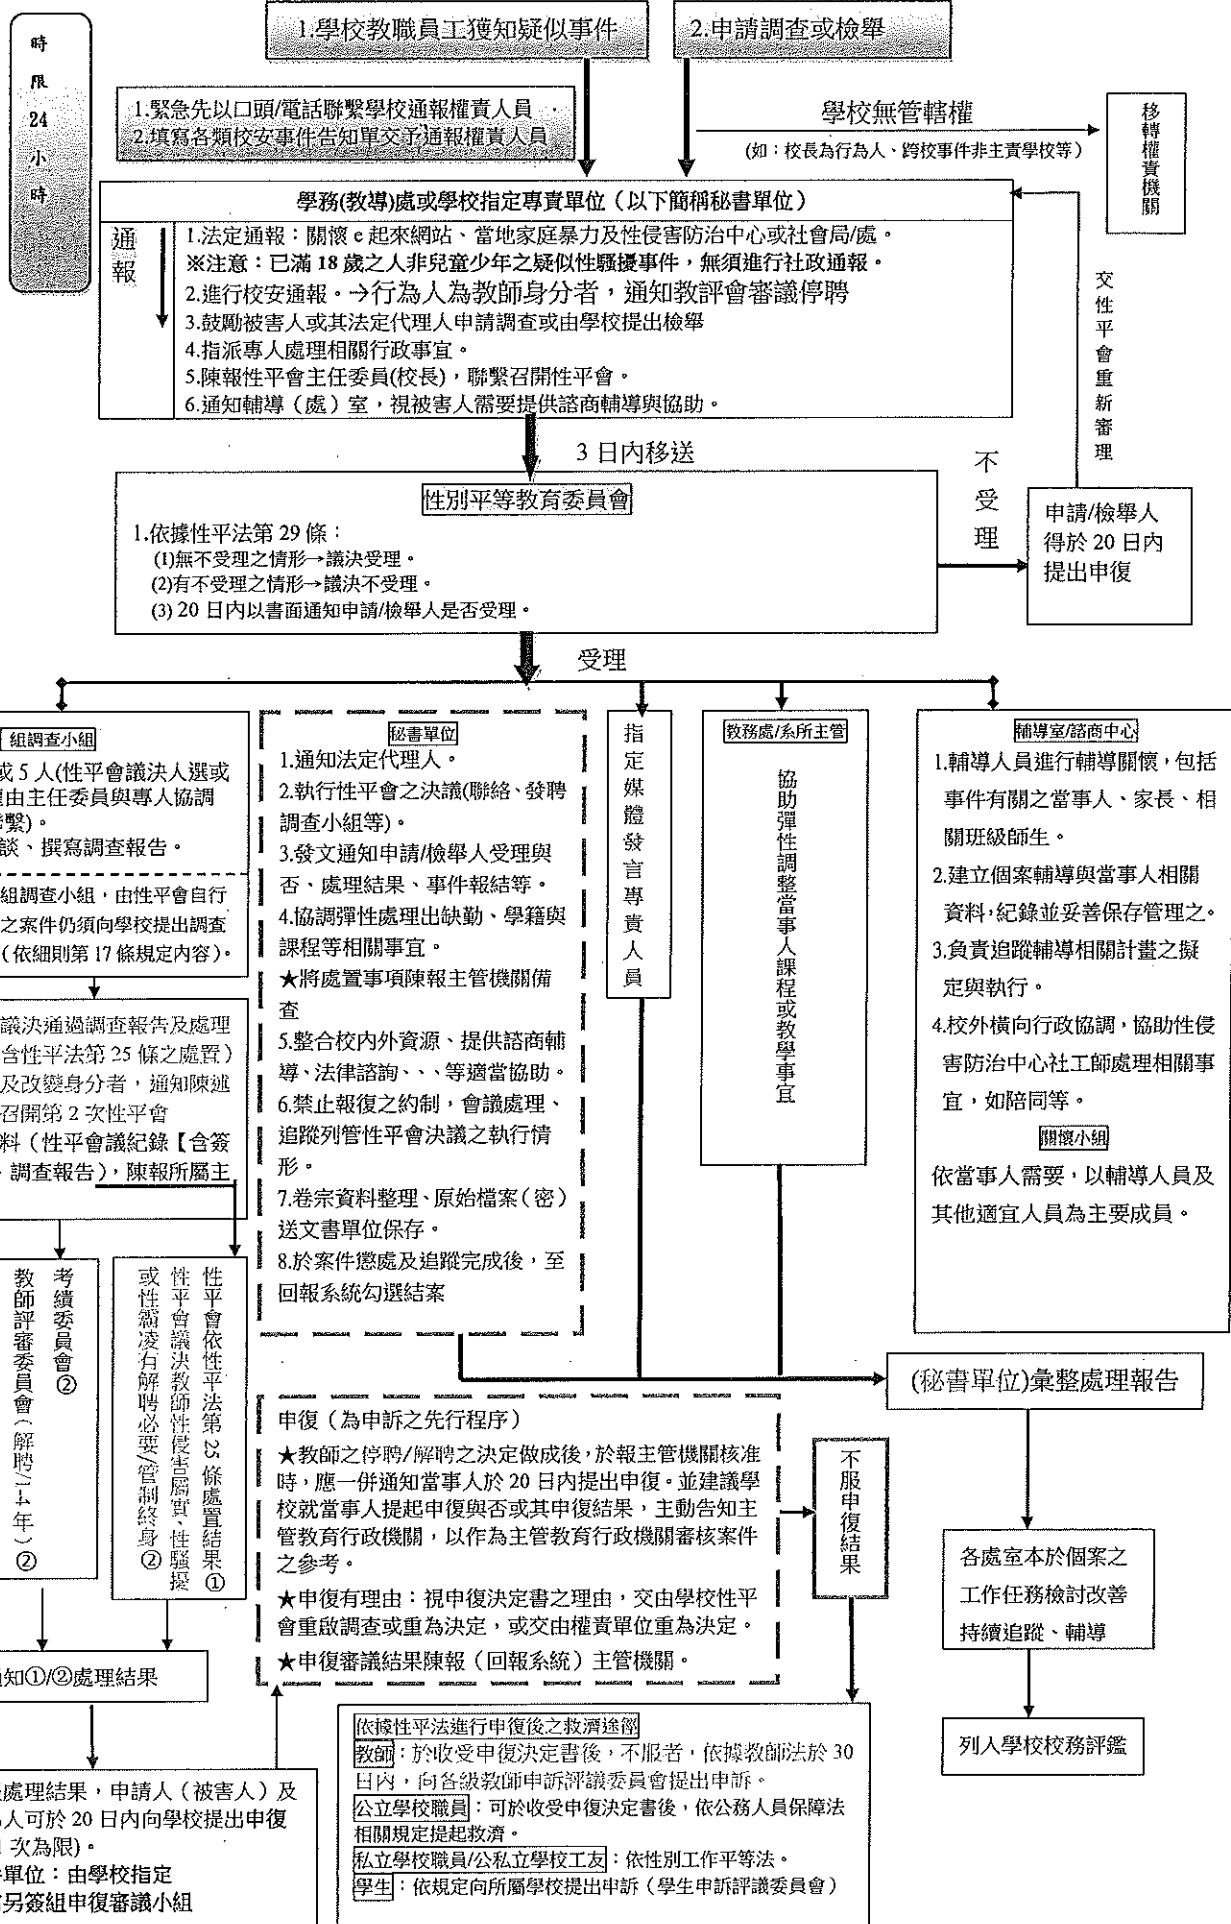 時
限
24
小
時
1.學校教職員工獲知疑似事件
2.申請調查或檢舉
1.緊急先以口頭/電話聯繫學校通報權責人員
2.填寫各類校安事件告知單交予通報權責人員
學校無管轄權
(如：校長為行為人、跨校事件非主責學校等)
移轉權責機關
學務(教導)處或學校指定專責單位（以下簡稱秘書單位）
通報
1.法定通報：關懷 e 起來網站、當地家庭暴力及性侵害防治中心或社會局/處。
※注意：已滿 18 歲之人非兒童少年之疑似性騷擾事件，無須進行社政通報。
2.進行校安通報。→行為人為教師身分者，通知教評會審議停聘
3.鼓勵被害人或其法定代理人申請調查或由學校提出檢舉
4.指派專人處理相關行政事宜。
5.陳報性平會主任委員(校長)，聯繫召開性平會。
6.通知輔導（處）室，視被害人需要提供諮商輔導與協助。
交性平會重新審理
3 日內移送
不受理
性別平等教育委員會
1.依據性平法第 29 條：
(1)無不受理之情形→議決受理。
(2)有不受理之情形→議決不受理。
(3) 20 日內以書面通知申請/檢舉人是否受理。
申請/檢舉人
得於 20 日內
提出申復
受理
組調查小組
或 5 人(性平會議決人選或
由主任委員與專人協調
繫)。
談、撰寫調查報告。
組調查小組，由性平會自行
之案件仍須向學校提出調查
（依細則第 17 條規定內容）。
議決通過調查報告及處理
含性平法第 25 條之處置）
及改變身分者，通知陳述
召開第 2 次性平會
料（性平會議紀錄【含簽
、調查報告），陳報所屬主
考績委員會②
教師評審委員會（解聘/1-4 年）②
性平會依性平法第 25 條處置結果①
性平會議決教師性侵害屬實、性騷擾
或性霸凌有解聘必要/管制終身②
知①/②處理結果
處理結果，申請人（被害人）及
人可於 20 日內向學校提出申復
次為限)。
單位：由學校指定
另簽組申復審議小組
秘書單位
1.通知法定代理人。
2.執行性平會之決議(聯絡、發聘
調查小組等)。
3.發文通知申請/檢舉人受理與
否、處理結果、事件報結等。
4.協調彈性處理出缺勤、學籍與
課程等相關事宜。
★將處置事項陳報主管機關備
查
5.整合校內外資源、提供諮商輔
導、法律諮詢、、、等適當協助。
6.禁止報復之約制，會議處理、
追蹤列管性平會決議之執行情
形。
7.卷宗資料整理、原始檔案（密）
送文書單位保存。
8.於案件懲處及追蹤完成後，至
回報系統勾選結案
指定媒體發言專責人員
教務處/系所主管
協助彈性調整當事人課程或教學事宜
輔導室/諮商中心
1.輔導人員進行輔導關懷，包括
事件有關之當事人、家長、相
關班級師生。
2.建立個案輔導與當事人相關
資料，紀錄並妥善保存管理之。
3.負責追蹤輔導相關計畫之擬
定與執行。
4.校外橫向行政協調，協助性侵
害防治中心社工師處理相關事
宜，如陪同等。
關懷小組
依當事人需要，以輔導人員及
其他適宜人員為主要成員。
(秘書單位)彙整處理報告
各處室本於個案之
工作任務檢討改善
持續追蹤、輔導
列入學校校務評鑑
申復（為申訴之先行程序）
★教師之停聘/解聘之決定做成後，於報主管機關核准
時，應一併通知當事人於 20 日內提出申復。並建議學
校就當事人提起申復與否或其申復結果，主動告知主
管教育行政機關，以作為主管教育行政機關審核案件
之參考。
★申復有理由：視申復決定書之理由，交由學校性平
會重啟調查或重為決定，或交由權責單位重為決定。
★申復審議結果陳報（回報系統）主管機關。
不服申復結果
依據性平法進行申復後之救濟途徑
教師：於收受申復決定書後，不服者，依據教師法於 30
日內，向各級教師申訴評議委員會提出申訴。
公立學校職員：可於收受申復決定書後，依公務人員保障法
相關規定提起救濟。
私立學校職員/公私立學校工友：依性別工作平等法。
學生：依規定向所屬學校提出申訴（學生申訴評議委員會）